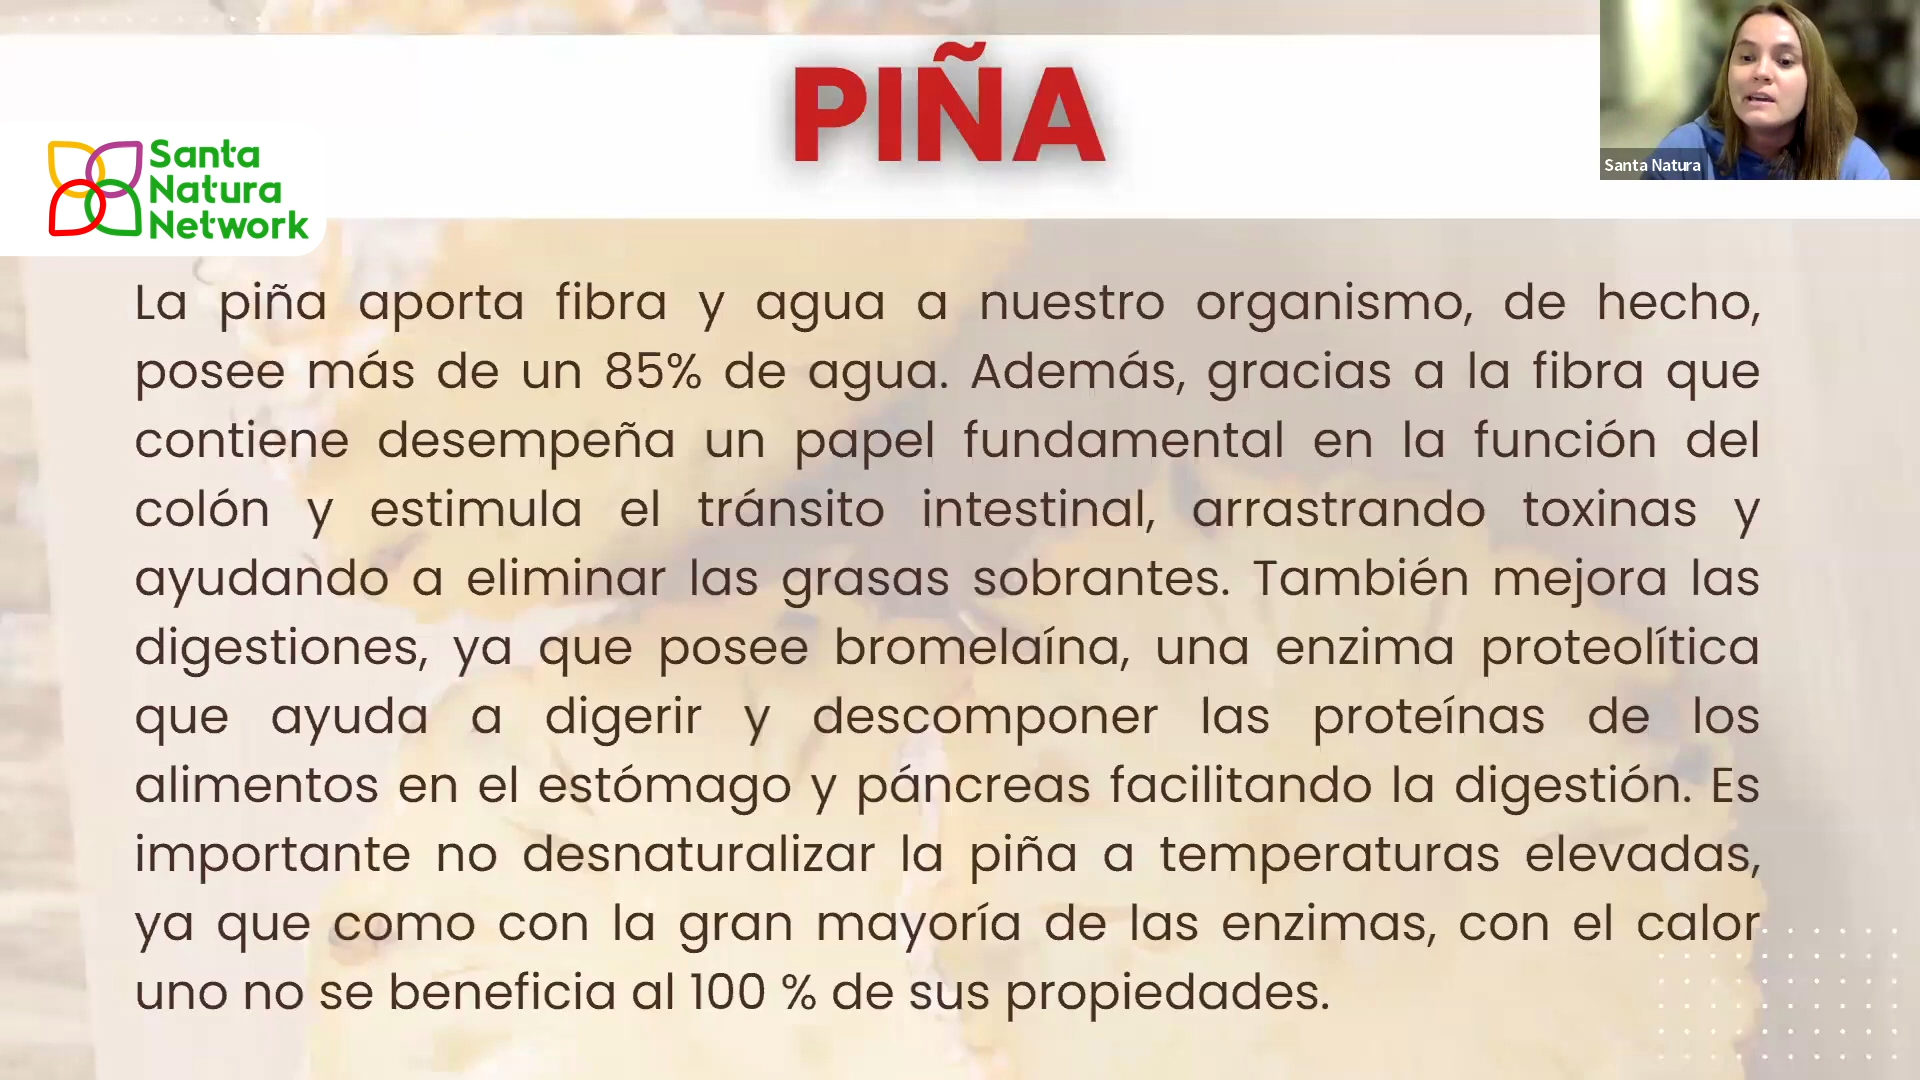 PIÑA
Santa
Natura
Network
Santa Natura
La piña aporta fibra y agua a nuestro organismo, de hecho,
posee más de un 85% de agua. Además, gracias a la fibra que
contiene desempeña un papel fundamental en la función del
colón y estimula el tránsito intestinal, arrastrando toxinas y
ayudando a eliminar las grasas sobrantes. También mejora las
digestiones, ya que posee bromelaína, una enzima proteolítica
que ayuda a digerir y descomponer las proteínas de los
alimentos en el estómago y páncreas facilitando la digestión. Es
importante no desnaturalizar la piña a temperaturas elevadas,
ya que como con la gran mayoría de las enzimas, con el calor
uno no se beneficia al 100 % de sus propiedades.